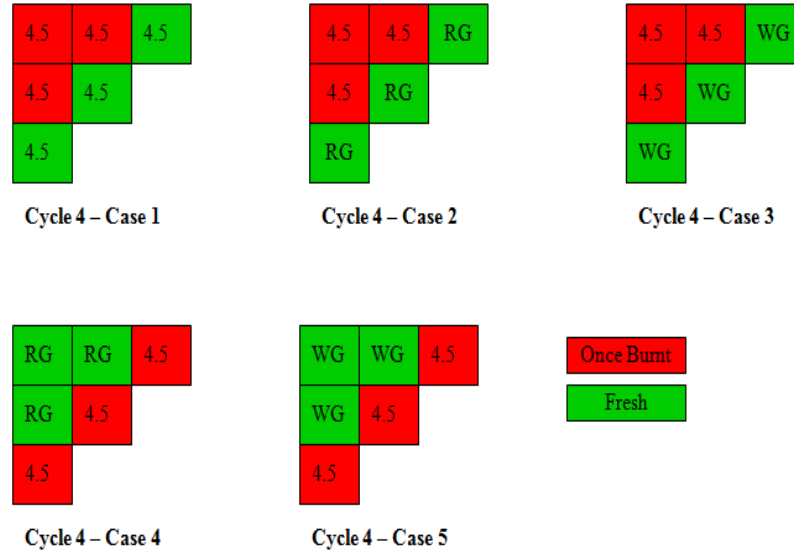 4.5 4.5 4.5
4.5 4.5
4.5
Cycle 4 – Case 1
4.5 4.5 RG
4.5 RG
RG
Cycle 4 – Case 2
4.5 4.5 WG
4.5 WG
WG
Cycle 4 – Case 3
RG RG 4.5
RG 4.5
4.5
Cycle 4 – Case 4
WG WG 4.5
WG 4.5
4.5
Cycle 4 – Case 5
Once Burnt
Fresh